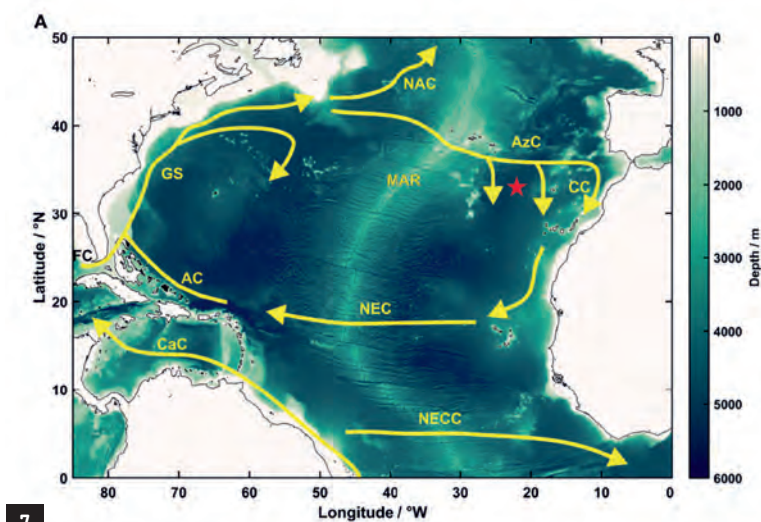 A
50
40
30
20
10
0
Latitude / °N
80
70
60
50
40
30
20
10
0
Longitude / °W
NAC
AzC
GS
MAR
CC
FC
AC
NEC
CaC
NECC
0
1000
2000
3000
4000
5000
6000
Depth / m
7